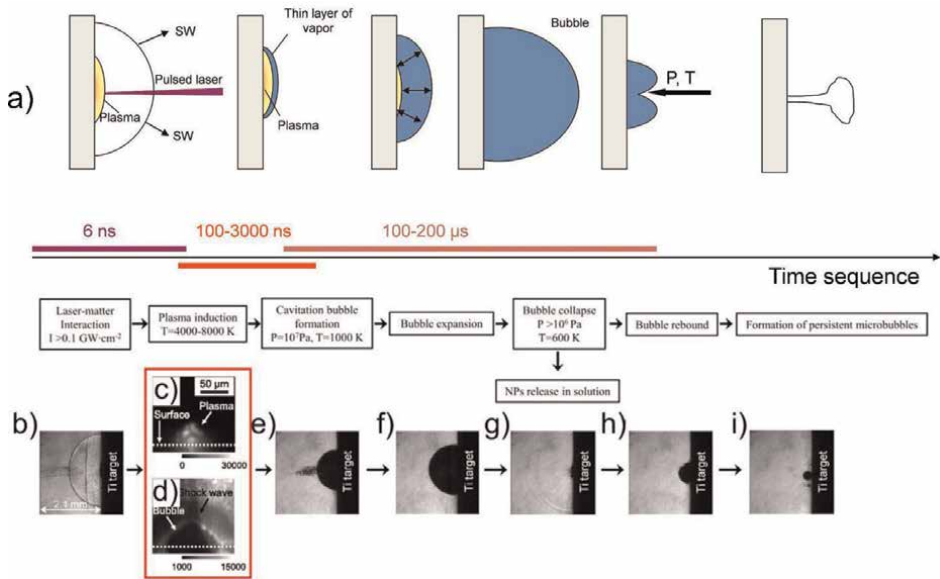 a)
SW
Pulsed laser
Plasma
SW
Thin layer of
vapor
Plasma
Bubble
P, T
6 ns
100-3000 ns
100-200 µs
Time sequence
Laser-matter
Interaction
I >0.1 GW·cm⁻²
Plasma induction
T=4000-8000 K
Cavitation bubble
formation
P=10⁷Pa, T=1000 K
Bubble expansion
Bubble collapse
P >10⁶ Pa
T=600 K
Bubble rebound
Formation of persistent microbubbles
NPs release in solution
b)
2.1 mm
Ti target
c)
50 µm
Surface
Plasma
0
30000
d)
Shock wave
Bubble
1000
15000
e)
Ti target
f)
Ti target
g)
Ti target
h)
Ti target
i)
Ti target